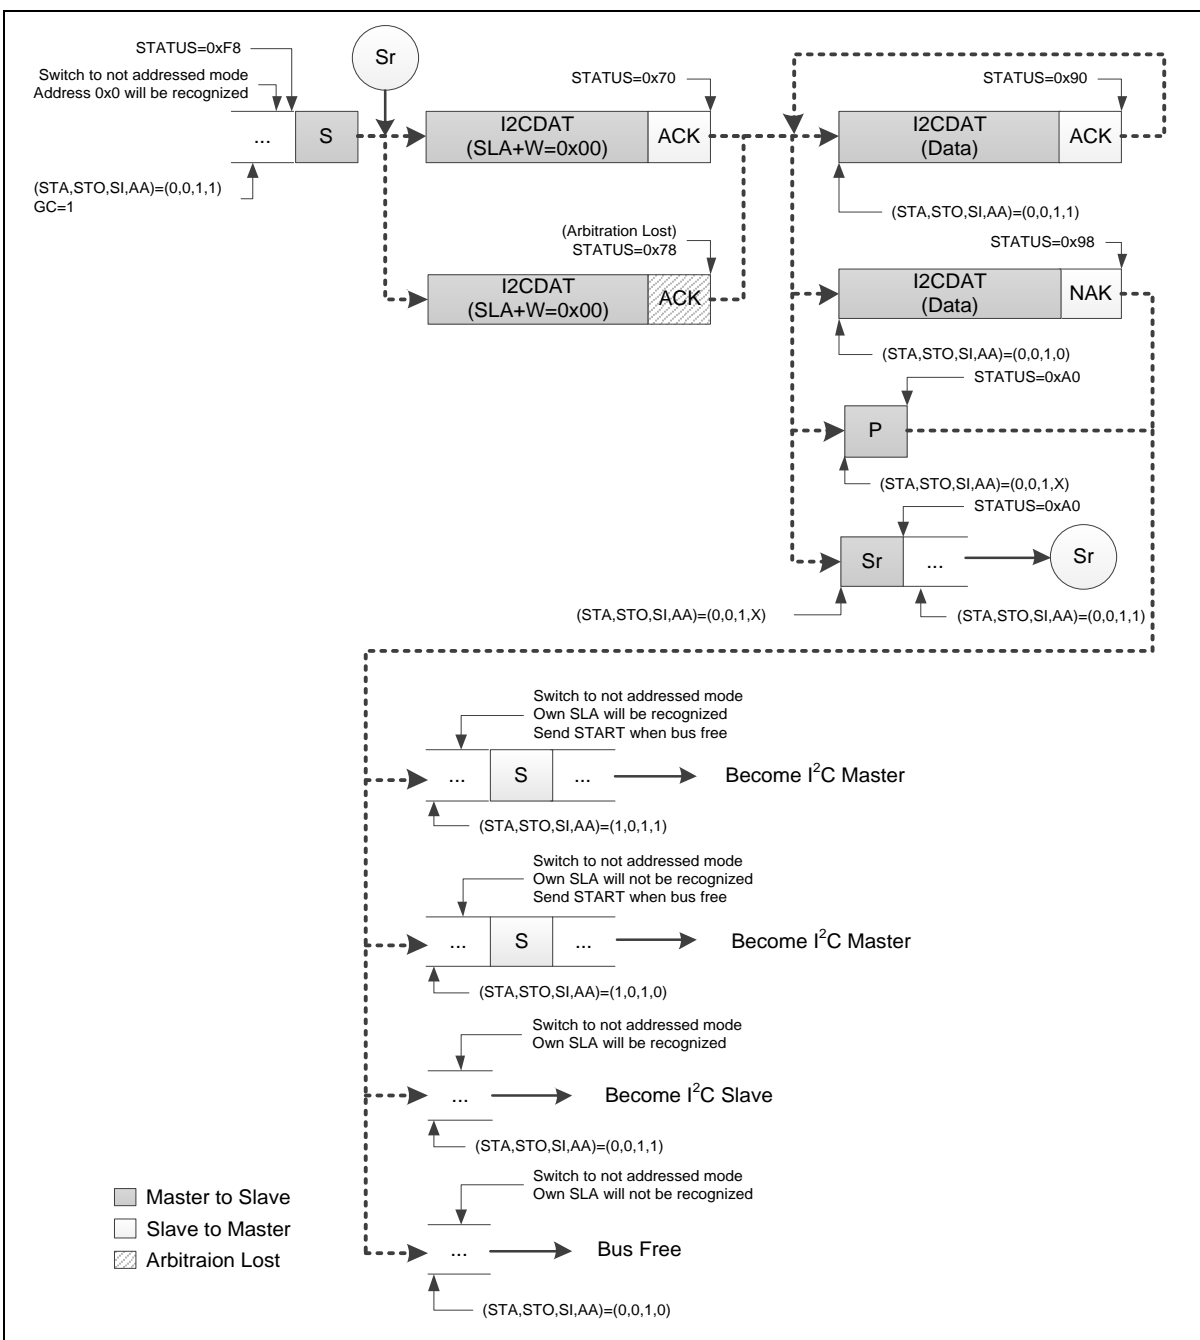 STATUS=0xF8
Sr
Switch to not addressed mode
Address 0x0 will be recognized
STATUS=0x70
STATUS=0x90
...
S
I2CDAT
(SLA+W=0x00)
ACK
I2CDAT
(Data)
ACK
(STA,STO,SI,AA)=(0,0,1,1)
GC=1
(STA,STO,SI,AA)=(0,0,1,1)
(Arbitration Lost)
STATUS=0x78
STATUS=0x98
I2CDAT
(SLA+W=0x00)
ACK
I2CDAT
(Data)
NAK
(STA,STO,SI,AA)=(0,0,1,0)
STATUS=0xA0
P
(STA,STO,SI,AA)=(0,0,1,X)
STATUS=0xA0
Sr
...
Sr
(STA,STO,SI,AA)=(0,0,1,X)
(STA,STO,SI,AA)=(0,0,1,1)
Switch to not addressed mode
Own SLA will be recognized
Send START when bus free
...
S
...
Become I²C Master
(STA,STO,SI,AA)=(1,0,1,1)
Switch to not addressed mode
Own SLA will not be recognized
Send START when bus free
...
S
...
Become I²C Master
(STA,STO,SI,AA)=(1,0,1,0)
Switch to not addressed mode
Own SLA will be recognized
...
Become I²C Slave
(STA,STO,SI,AA)=(0,0,1,1)
Switch to not addressed mode
Own SLA will not be recognized
...
Bus Free
(STA,STO,SI,AA)=(0,0,1,0)
Master to Slave
Slave to Master
Arbitraion Lost